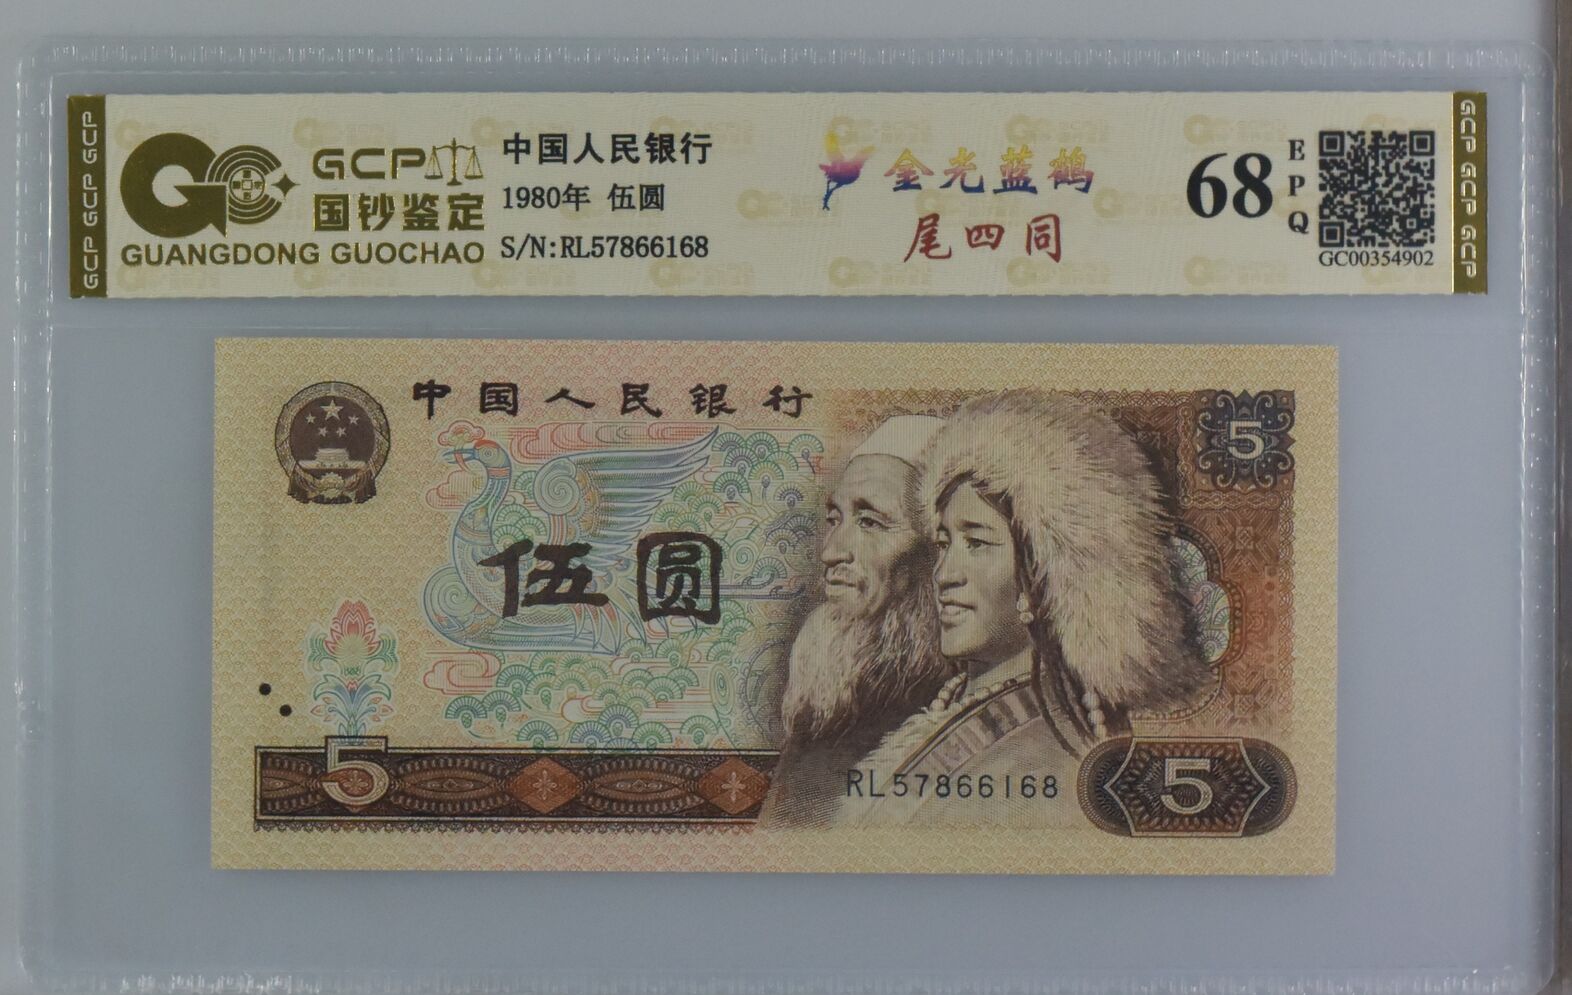 GCP GCP GCP
GCP
国钞鉴定
GUANGDONG GUOCHAO
中国人民银行
1980年 伍圆
S/N:RL57866168
金光蓝鹤
尾四同
68
EPQ
GC00354902
GCP GCP GCP
中国人民银行
5
伍圆
5
RL57866168
5